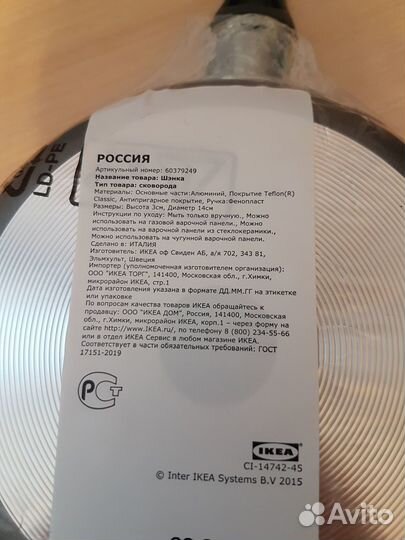 LD-PE
РОССИЯ
Артикульный номер: 60379249
Название товара: Шэнка
Тип товара: сковорода
Материалы: Основные части:Алюминий, Покрытие Teflon(R)
Classic, Антипригарное покрытие, Ручка:Фенопласт
Размеры: Высота 3см, Диаметр 14см
Инструкции по уходу: Мыть только вручную., Можно
использовать на газовой варочной панели., Можно
использовать на варочной панели из стеклокерамики.,
Можно использовать на чугунной варочной панели.
Сделано в: ИТАЛИЯ
Изготовитель: ИКЕА оф Свиден АБ, а/я 702, 343 81,
Эльмхульт, Швеция
Импортер (уполномоченная изготовителем организация):
ООО "ИКЕА ТОРГ", 141400, Московская обл., г.Химки,
микрорайон ИКЕА, стр.1
Дата изготовления указана в формате ДД.ММ.ГГ на этикетке
или упаковке
По вопросам качества товаров ИКЕА обращайтесь к
продавцу: ООО "ИКЕА ДОМ", Россия, 141400, Московская
обл., г.Химки, микрорайон ИКЕА, корп.1 – через форму на
сайте http://www.IKEA.ru/, по телефону 8 (800) 234-55-66
или в отдел ИКЕА Сервис в любом магазине ИКЕА.
Соответствует в части обязательных требований: ГОСТ
17151-2019
РСТ
IKEA
CI-14742-45
© Inter IKEA Systems B.V 2015
Avito